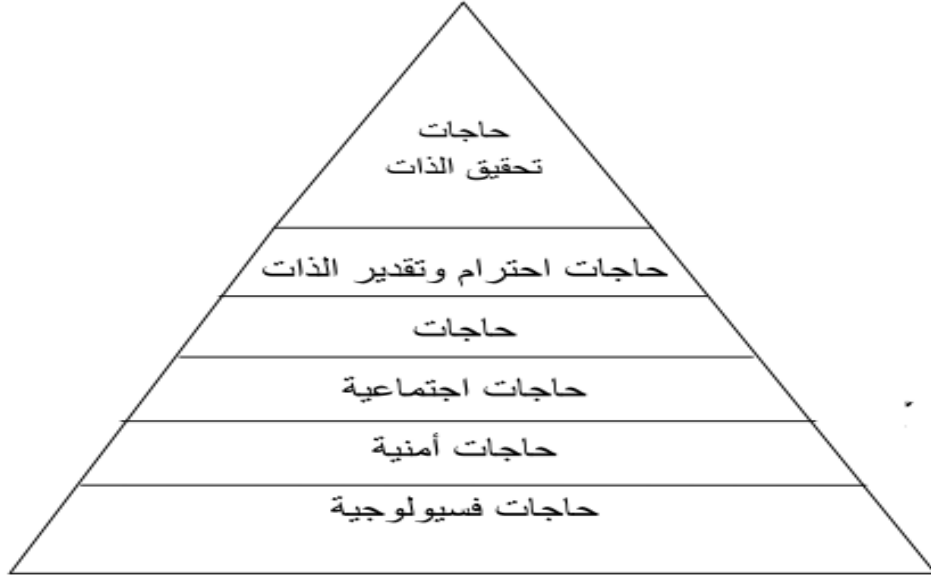 حاجات
تحقيق الذات
حاجات احترام وتقدير الذات
حاجات
حاجات اجتماعية
حاجات أمنية
حاجات فسيولوجية